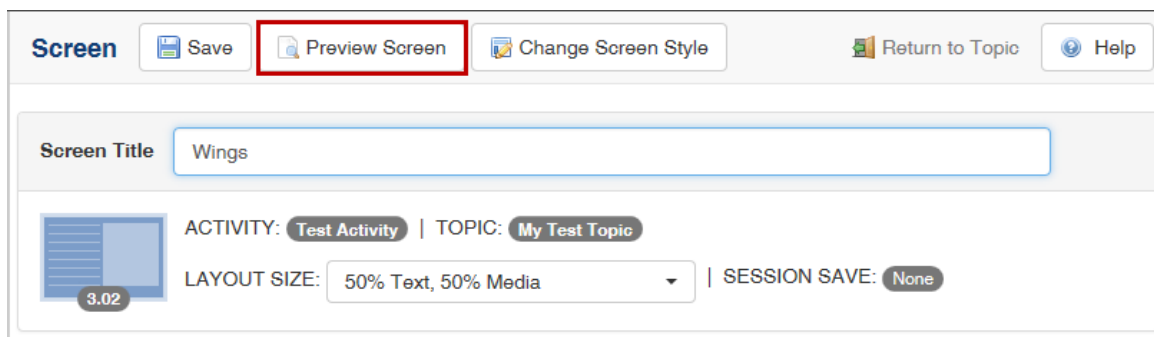 Screen Save Preview Screen Change Screen Style Return to Topic Help
Screen Title Wings
ACTIVITY: Test Activity | TOPIC: My Test Topic
LAYOUT SIZE: 50% Text, 50% Media | SESSION SAVE: None
3.02